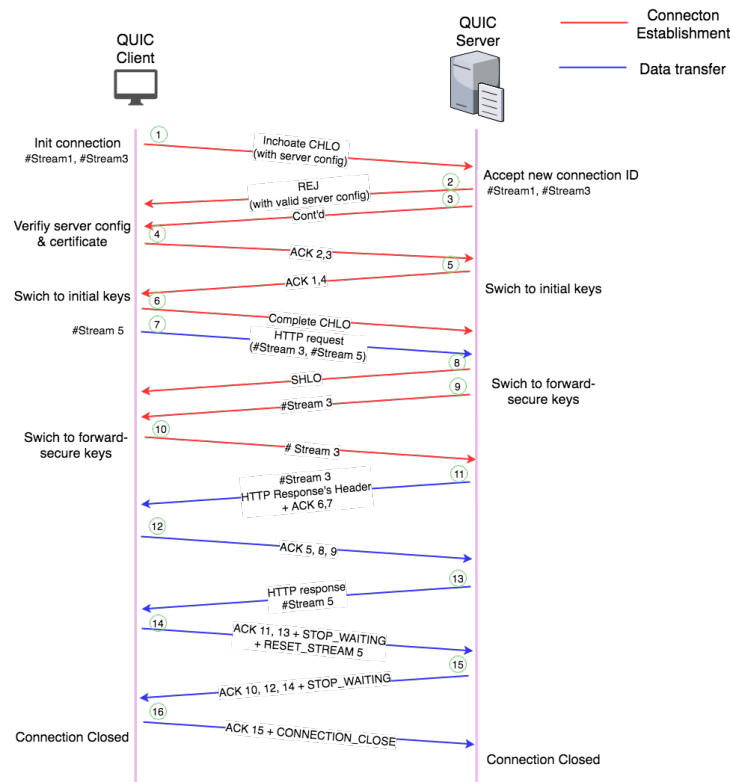 Connecton
Establishment
Data transfer
QUIC
Client
QUIC
Server
1
Init connection
#Stream1, #Stream3
Inchoate CHLO
(with server config)
Accept new connection ID
#Stream1, #Stream3
2
REJ
(with valid server config)
3
Cont'd
Verifiy server config
& certificate
4
ACK 2,3
5
ACK 1,4
Swich to initial keys
Swich to initial keys
6
Complete CHLO
7
#Stream 5
HTTP request
(#Stream 3, #Stream 5)
8
SHLO
9
#Stream 3
Swich to forward-
secure keys
10
Swich to forward-
secure keys
# Stream 3
11
#Stream 3
HTTP Response's Header
+ ACK 6,7
12
ACK 5, 8, 9
13
HTTP response
#Stream 5
14
ACK 11, 13 + STOP_WAITING
+ RESET_STREAM 5
15
ACK 10, 12, 14 + STOP_WAITING
16
Connection Closed
ACK 15 + CONNECTION_CLOSE
Connection Closed